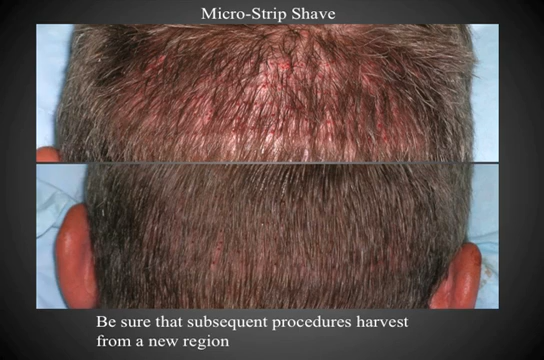 Micro-Strip Shave
Be sure that subsequent procedures harvest
from a new region